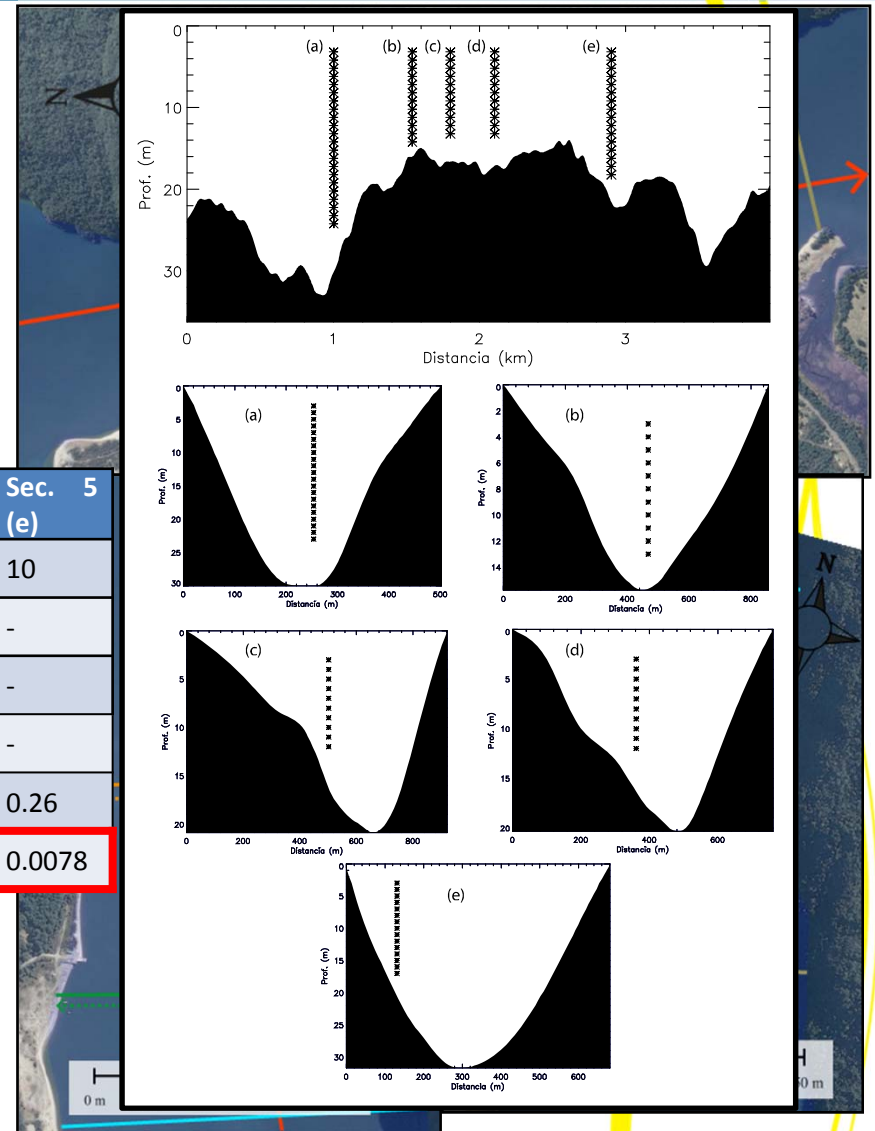 N
0
(a)
(b)
(c)
(d)
(e)
10
Prof. (m)
20
30
0
1
2
3
Distancia (km)
0
(a)
5
10
Prof. (m)
15
20
25
30
0
100
200
300
400
500
600
Distancia (m)
0
(b)
2
4
6
Prof. (m)
8
10
12
14
0
200
400
600
800
Distancia (m)
Sec. 5
(e)
10
-
-
-
0.26
0.0078
N
0
(c)
5
10
Prof. (m)
15
20
0
200
400
600
800
Distancia (m)
0
(d)
5
10
Prof. (m)
15
20
0
200
400
600
Distancia (m)
0
(e)
5
10
Prof. (m)
15
20
25
30
0
100
200
300
400
500
600
Distancia (m)
0 m
0 m